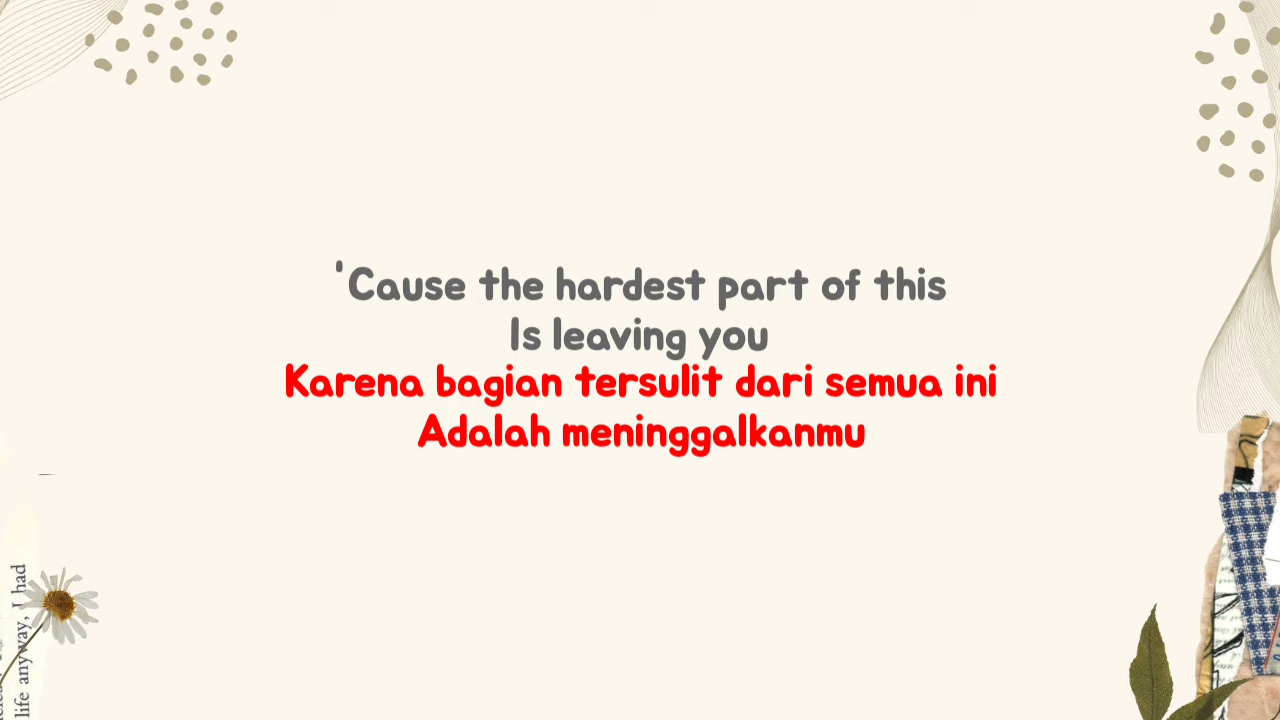 'Cause the hardest part of this
Is leaving you
Karena bagian tersulit dari semua ini
Adalah meninggalkanmu
life anyway, I had